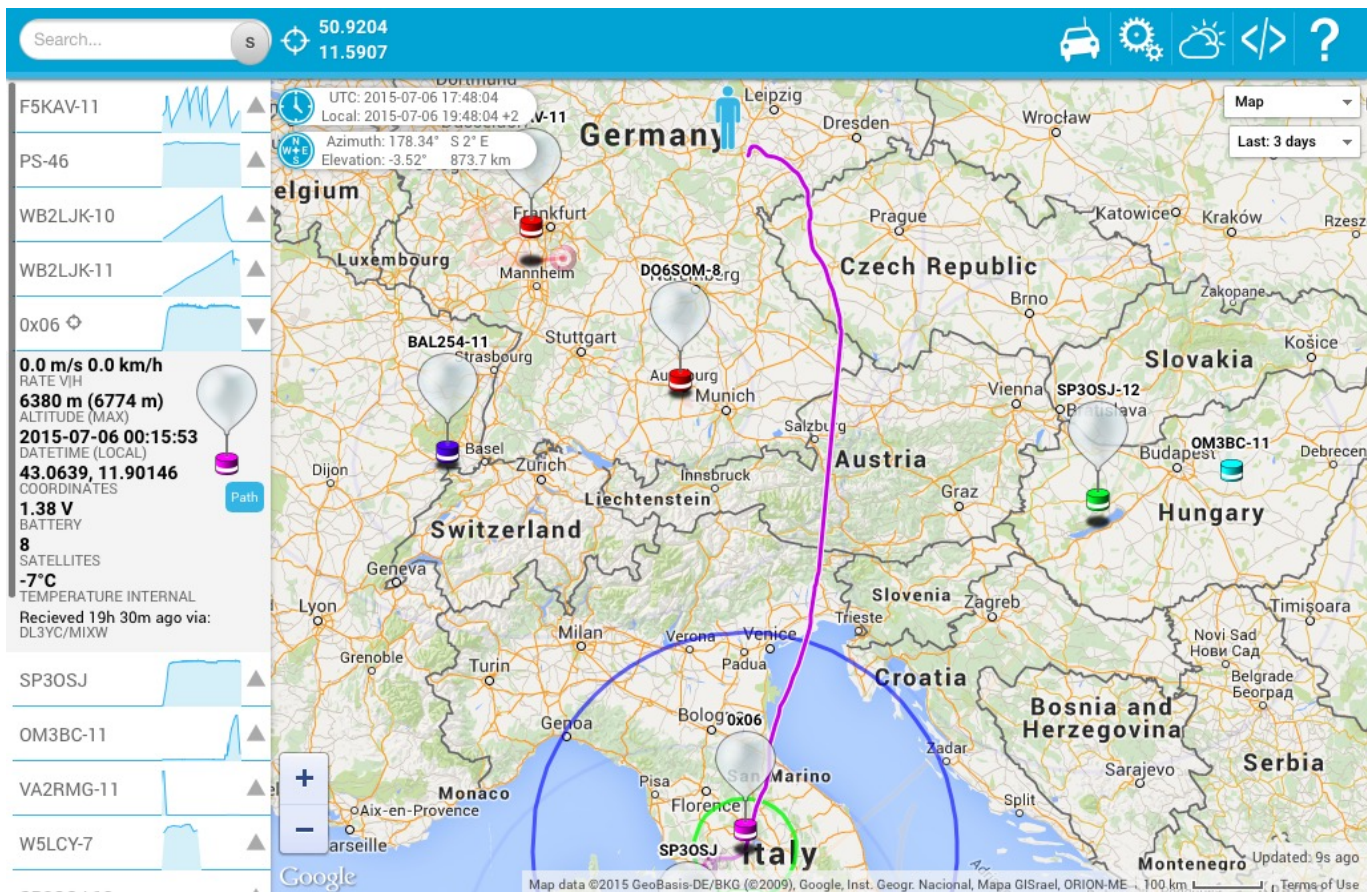 Search...
S
50.9204
11.5907
F5KAV-11
PS-46
WB2LJK-10
WB2LJK-11
0x06
0.0 m/s 0.0 km/h
RATE V|H
6380 m (6774 m)
ALTITUDE (MAX)
2015-07-06 00:15:53
DATETIME (LOCAL)
43.0639, 11.90146
COORDINATES
Path
1.38 V
BATTERY
8
SATELLITES
-7°C
TEMPERATURE INTERNAL
Recieved 19h 30m ago via:
DL3YC/MIXW
SP3OSJ
OM3BC-11
VA2RMG-11
W5LCY-7
UTC: 2015-07-06 17:48:04
Local: 2015-07-06 19:48:04 +2
Azimuth: 178.34° S 2° E
Elevation: -3.52° 873.7 km
N
W E
S
Map
Last: 3 days
Leipzig
Dresden
Wrocław
Germany
elgium
Frankfurt
Prague
Katowice
Kraków
Rzesz
Luxembourg
Mannheim
DO6SOM-8
Czech Republic
Brno
Zakopane
BAL254-11
Strasbourg
Stuttgart
Slovakia
Košice
Munich
Vienna
SP3OSJ-12
Bratislava
Salzburg
OM3BC-11
Budapest
Debrecen
Dijon
Basel
Zürich
Innsbruck
Austria
Liechtenstein
Graz
Switzerland
Hungary
Geneva
Slovenia
Zagreb
Timișoara
Lyon
Milan
Verona
Venice
Trieste
Novi Sad
Нови Сад
Grenoble
Turin
Padua
Croatia
Belgrade
Београд
Genoa
0x06
Bosnia and
Herzegovina
Zadar
Monaco
Pisa
San Marino
Sarajevo
Serbia
Aix-en-Provence
Florence
Split
arseille
SP3OSJ
Italy
Montenegro
Updated: 9s ago
+
−
Google
Map data ©2015 GeoBasis-DE/BKG (©2009), Google, Inst. Geogr. Nacional, Mapa GISrael, ORION-ME
100 km
Terms of Use